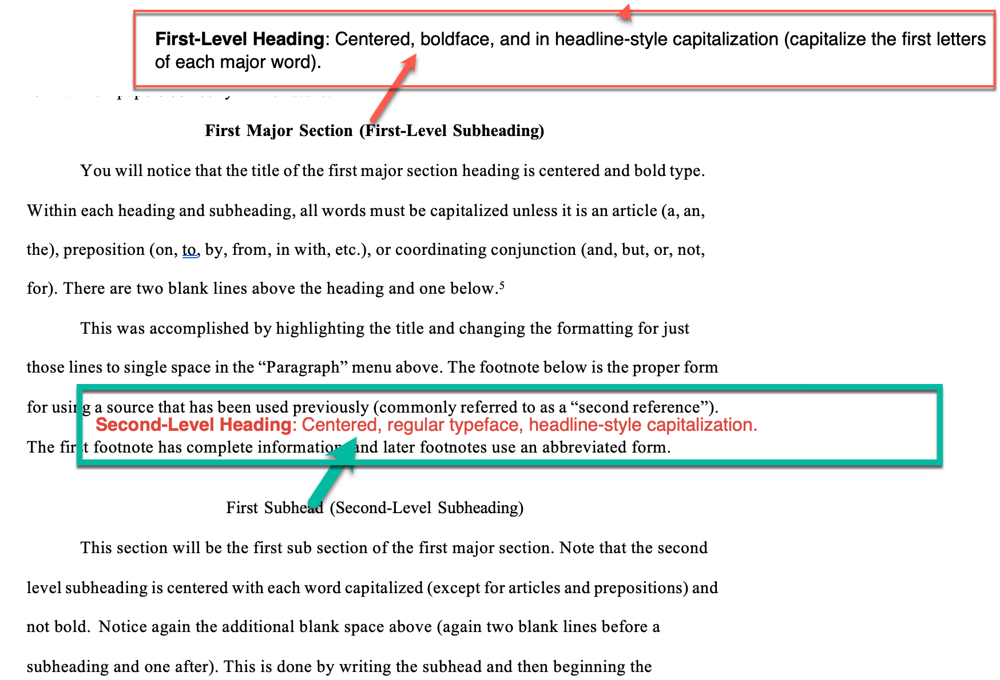 First-Level Heading: Centered, boldface, and in headline-style capitalization (capitalize the first letters
of each major word).
First Major Section (First-Level Subheading)
You will notice that the title of the first major section heading is centered and bold type.
Within each heading and subheading, all words must be capitalized unless it is an article (a, an,
the), preposition (on, to, by, from, in with, etc.), or coordinating conjunction (and, but, or, not,
for). There are two blank lines above the heading and one below.5
This was accomplished by highlighting the title and changing the formatting for just
those lines to single space in the “Paragraph” menu above. The footnote below is the proper form
for using a source that has been used previously (commonly referred to as a “second reference”).
Second-Level Heading: Centered, regular typeface, headline-style capitalization.
The first footnote has complete information and later footnotes use an abbreviated form.
First Subhead (Second-Level Subheading)
This section will be the first sub section of the first major section. Note that the second
level subheading is centered with each word capitalized (except for articles and prepositions) and
not bold. Notice again the additional blank space above (again two blank lines before a
subheading and one after). This is done by writing the subhead and then beginning the